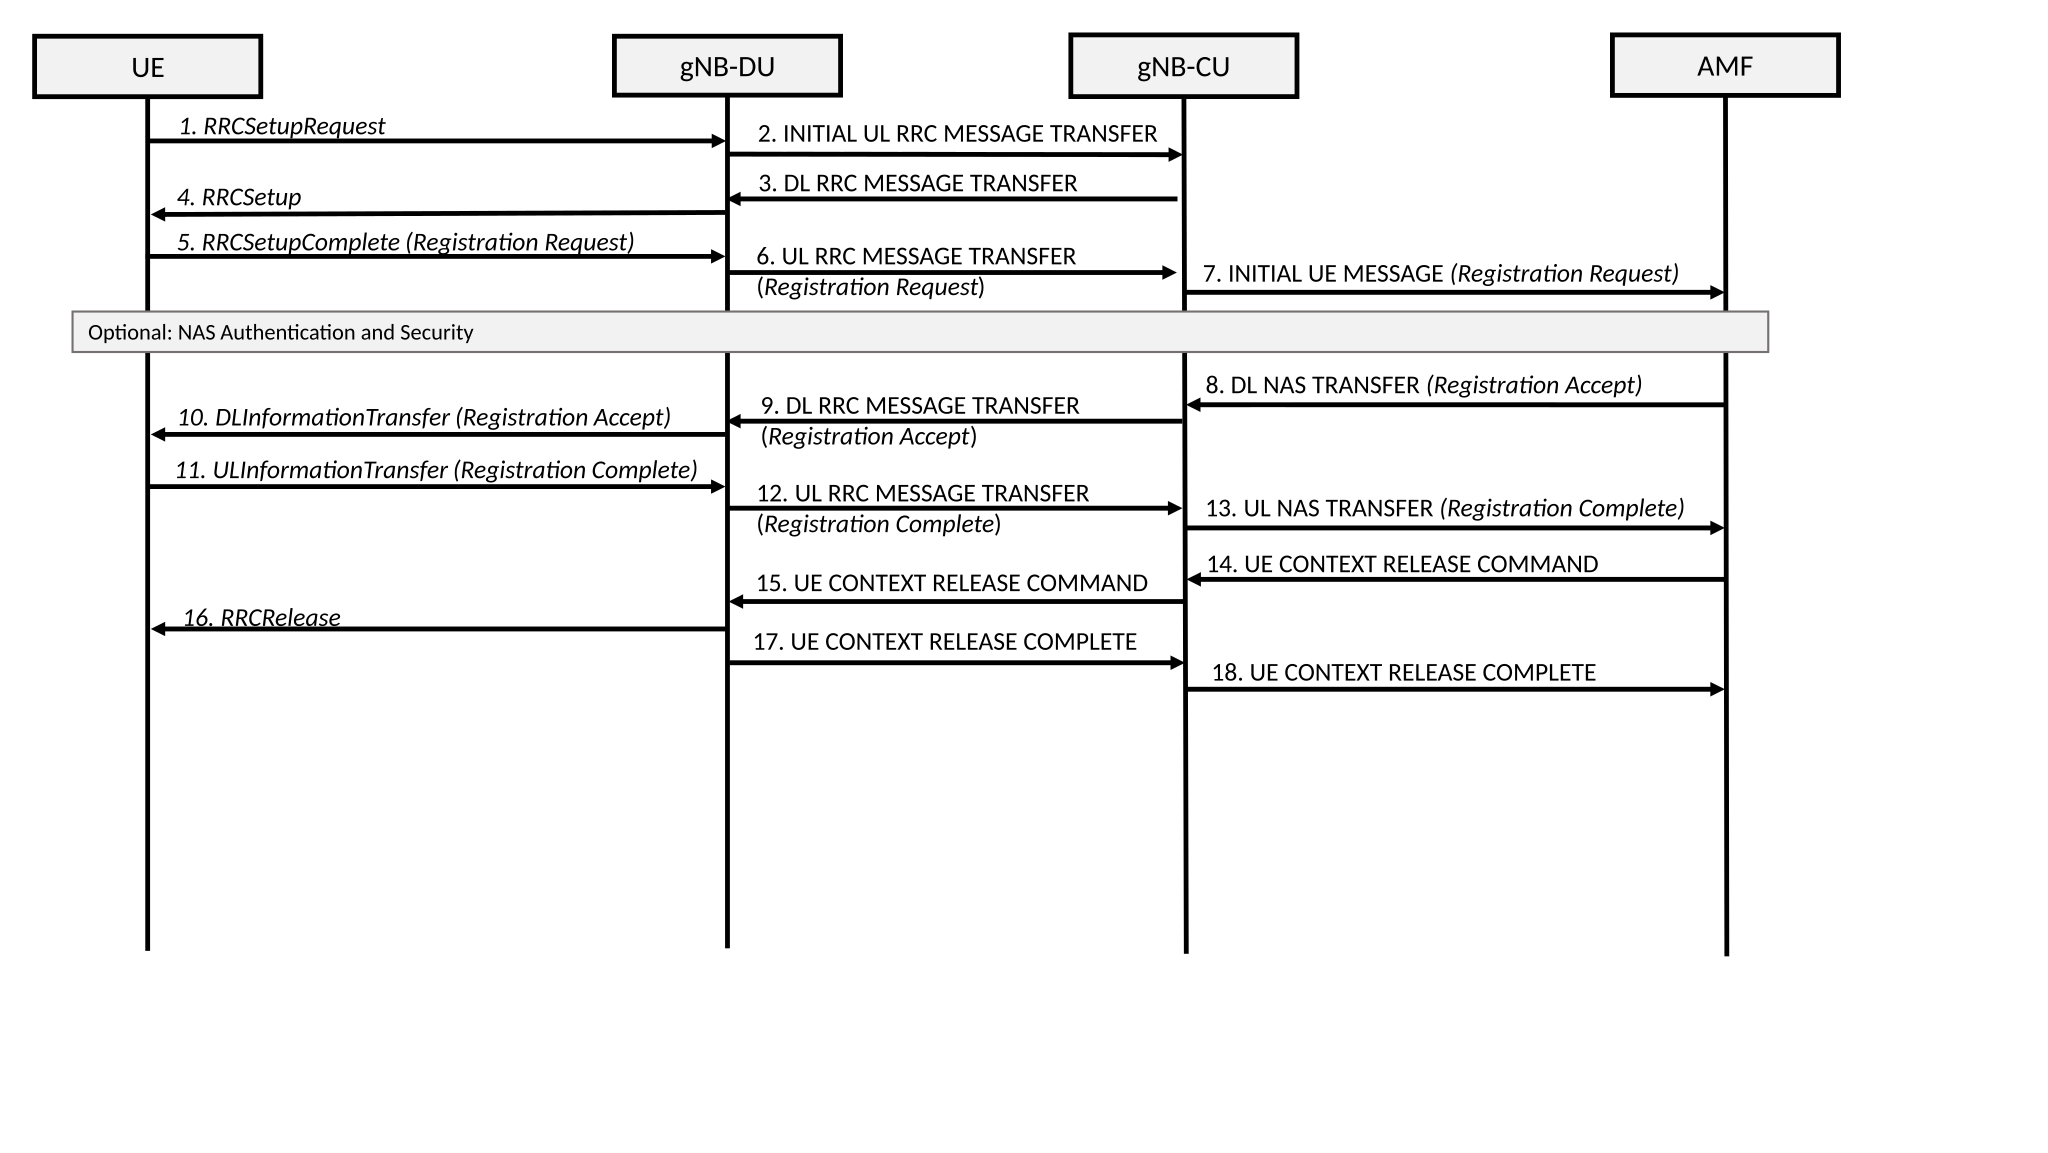 UE
gNB-DU
gNB-CU
AMF
1. RRCSetupRequest
2. INITIAL UL RRC MESSAGE TRANSFER
3. DL RRC MESSAGE TRANSFER
4. RRCSetup
5. RRCSetupComplete (Registration Request)
6. UL RRC MESSAGE TRANSFER
(Registration Request)
7. INITIAL UE MESSAGE (Registration Request)
Optional: NAS Authentication and Security
8. DL NAS TRANSFER (Registration Accept)
9. DL RRC MESSAGE TRANSFER
(Registration Accept)
10. DLInformationTransfer (Registration Accept)
11. ULInformationTransfer (Registration Complete)
12. UL RRC MESSAGE TRANSFER
(Registration Complete)
13. UL NAS TRANSFER (Registration Complete)
14. UE CONTEXT RELEASE COMMAND
15. UE CONTEXT RELEASE COMMAND
16. RRCRelease
17. UE CONTEXT RELEASE COMPLETE
18. UE CONTEXT RELEASE COMPLETE